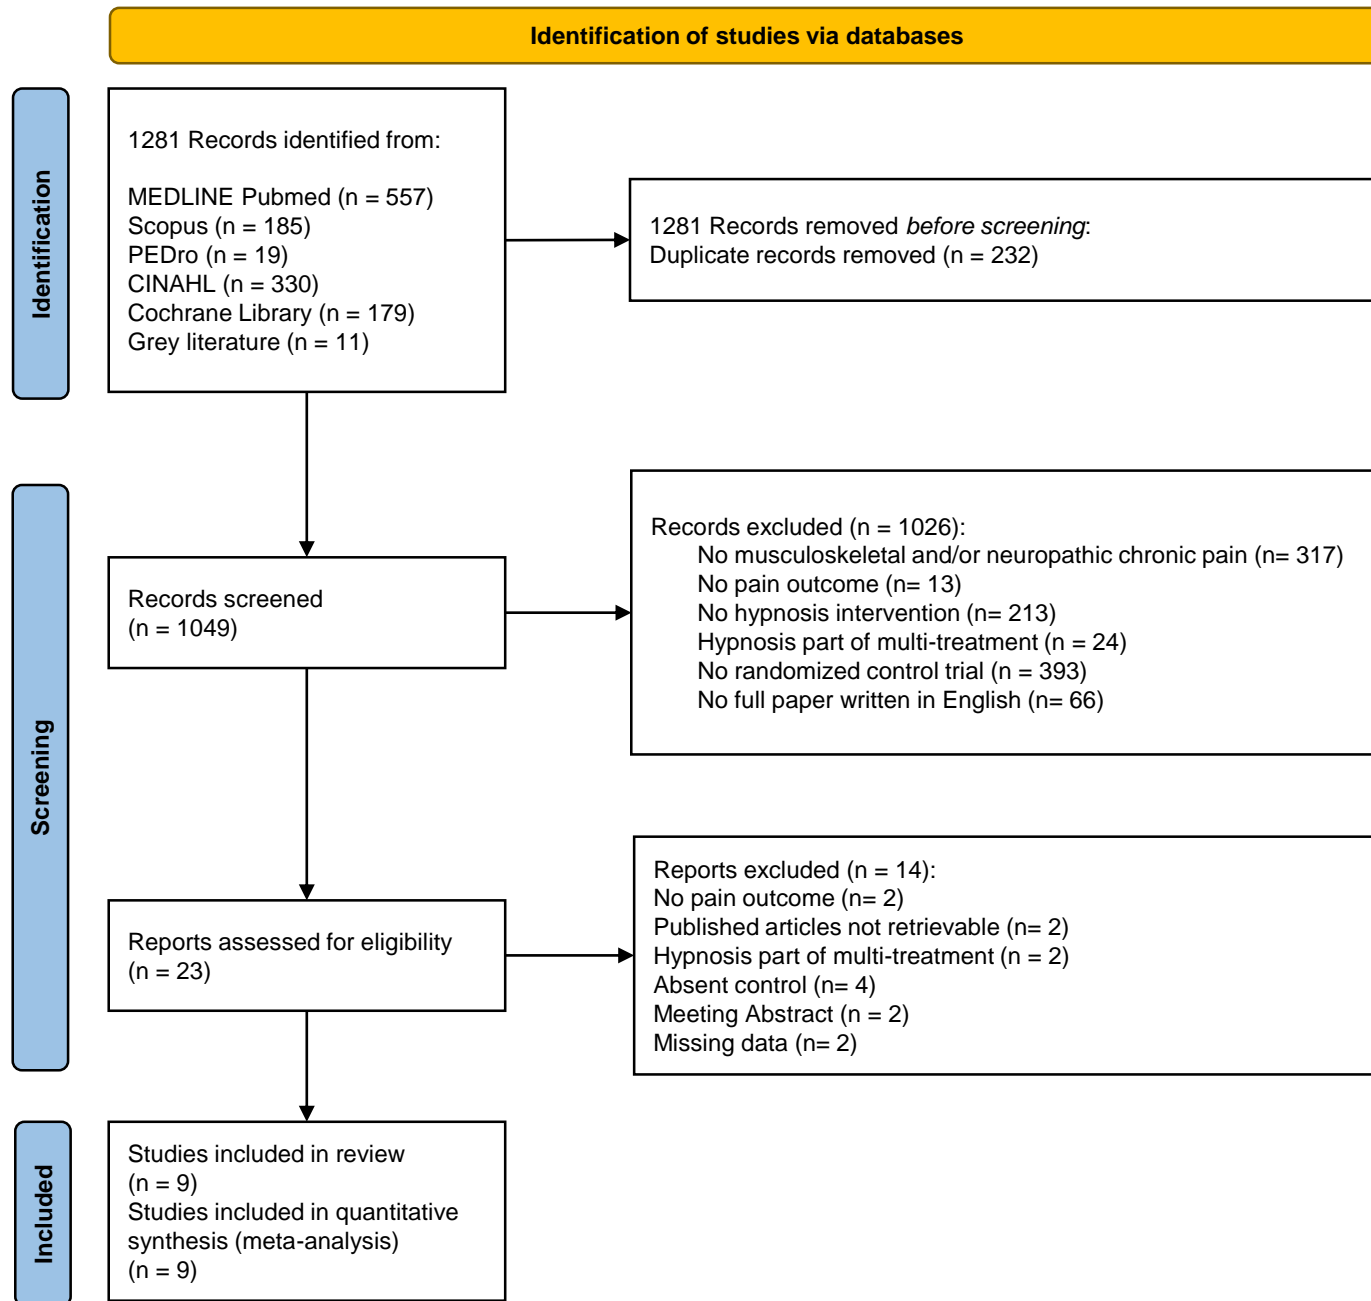 Identification of studies via databases
Identification
1281 Records identified from:
MEDLINE Pubmed (n = 557)
Scopus (n = 185)
PEDro (n = 19)
CINAHL (n = 330)
Cochrane Library (n = 179)
Grey literature (n = 11)
1281 Records removed before screening:
Duplicate records removed (n = 232)
Screening
Records screened
(n = 1049)
Records excluded (n = 1026):
No musculoskeletal and/or neuropathic chronic pain (n= 317)
No pain outcome (n= 13)
No hypnosis intervention (n= 213)
Hypnosis part of multi-treatment (n = 24)
No randomized control trial (n = 393)
No full paper written in English (n= 66)
Reports assessed for eligibility
(n = 23)
Reports excluded (n = 14):
No pain outcome (n= 2)
Published articles not retrievable (n= 2)
Hypnosis part of multi-treatment (n = 2)
Absent control (n= 4)
Meeting Abstract (n = 2)
Missing data (n= 2)
Included
Studies included in review
(n = 9)
Studies included in quantitative
synthesis (meta-analysis)
(n = 9)